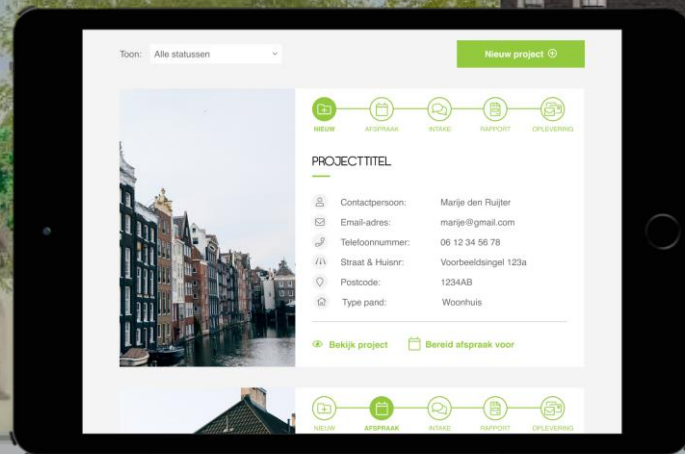 Toon: Alle statussen
Nieuw project
NIEUW AFSPRAAK INTAKE RAPPORT OPLEVERING
PROJECTTITEL
Contactpersoon: Marije den Ruijter
Email-adres: marije@gmail.com
Telefoonnummer: 06 12 34 56 78
Straat & Huisnr: Voorbeeldsingel 123a
Postcode: 1234AB
Type pand: Woonhuis
Bekijk project Bereid afspraak voor
NIEUW AFSPRAAK INTAKE RAPPORT OPLEVERING